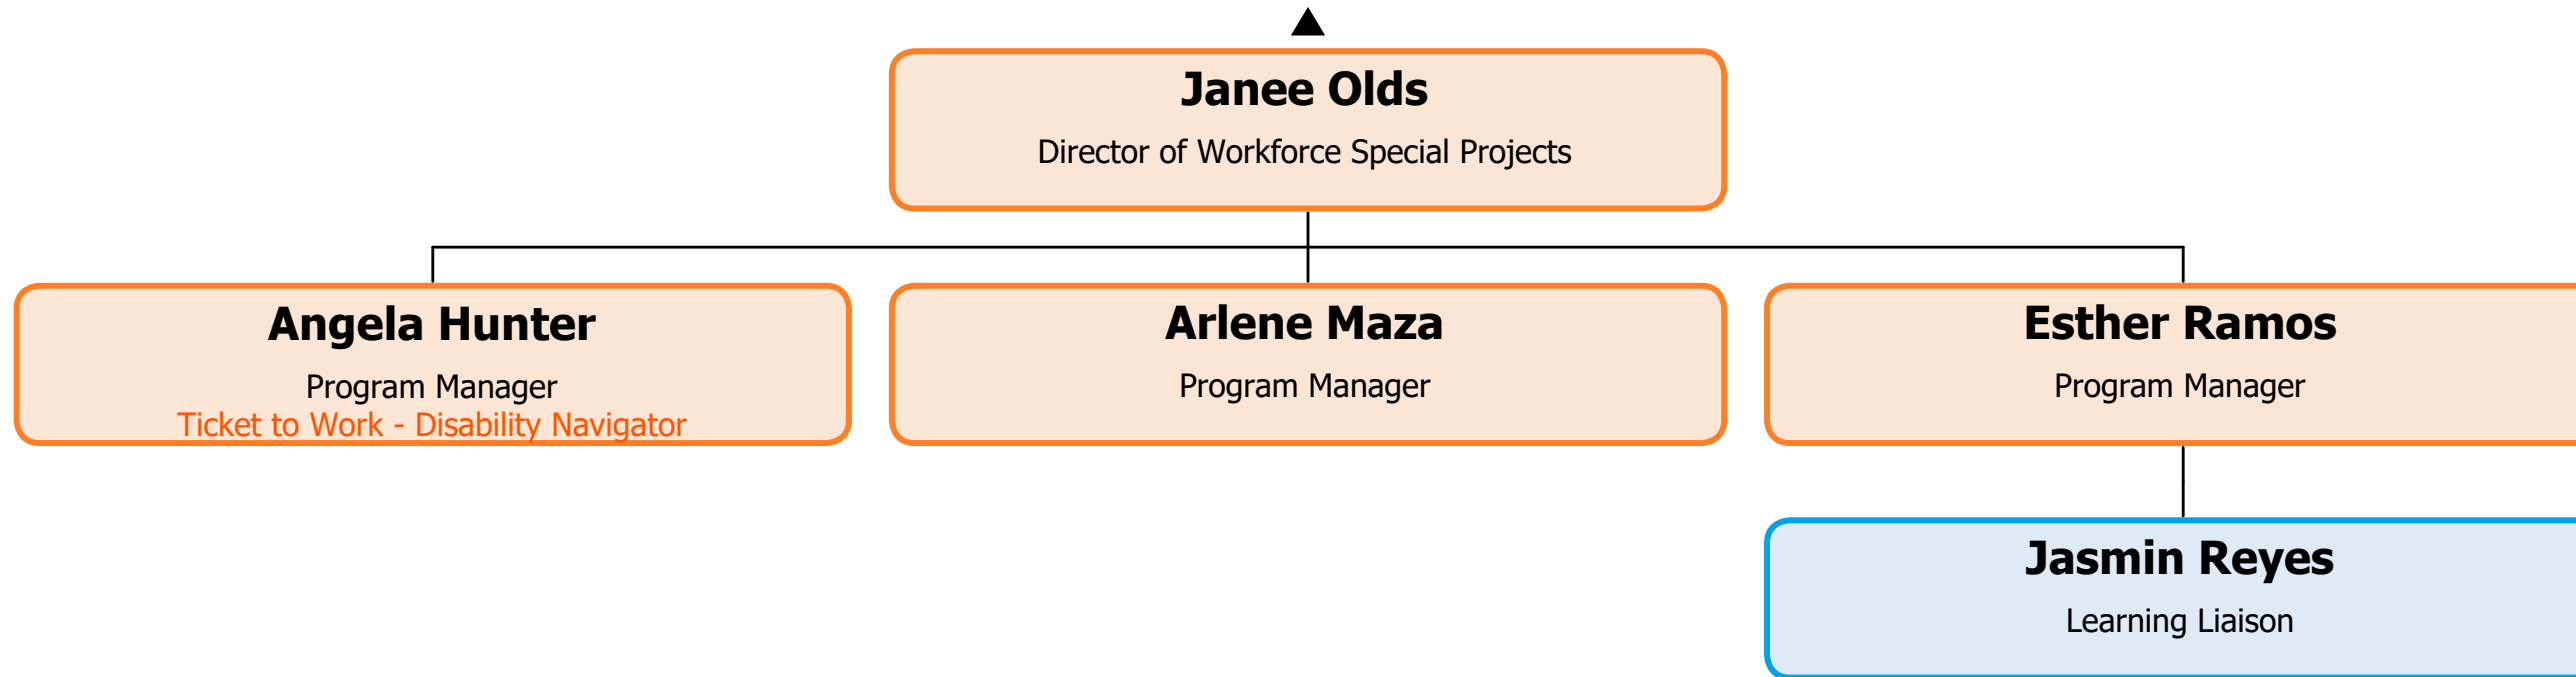 Janee Olds
Director of Workforce Special Projects
Angela Hunter
Program Manager
Ticket to Work - Disability Navigator
Arlene Maza
Program Manager
Esther Ramos
Program Manager
Jasmin Reyes
Learning Liaison